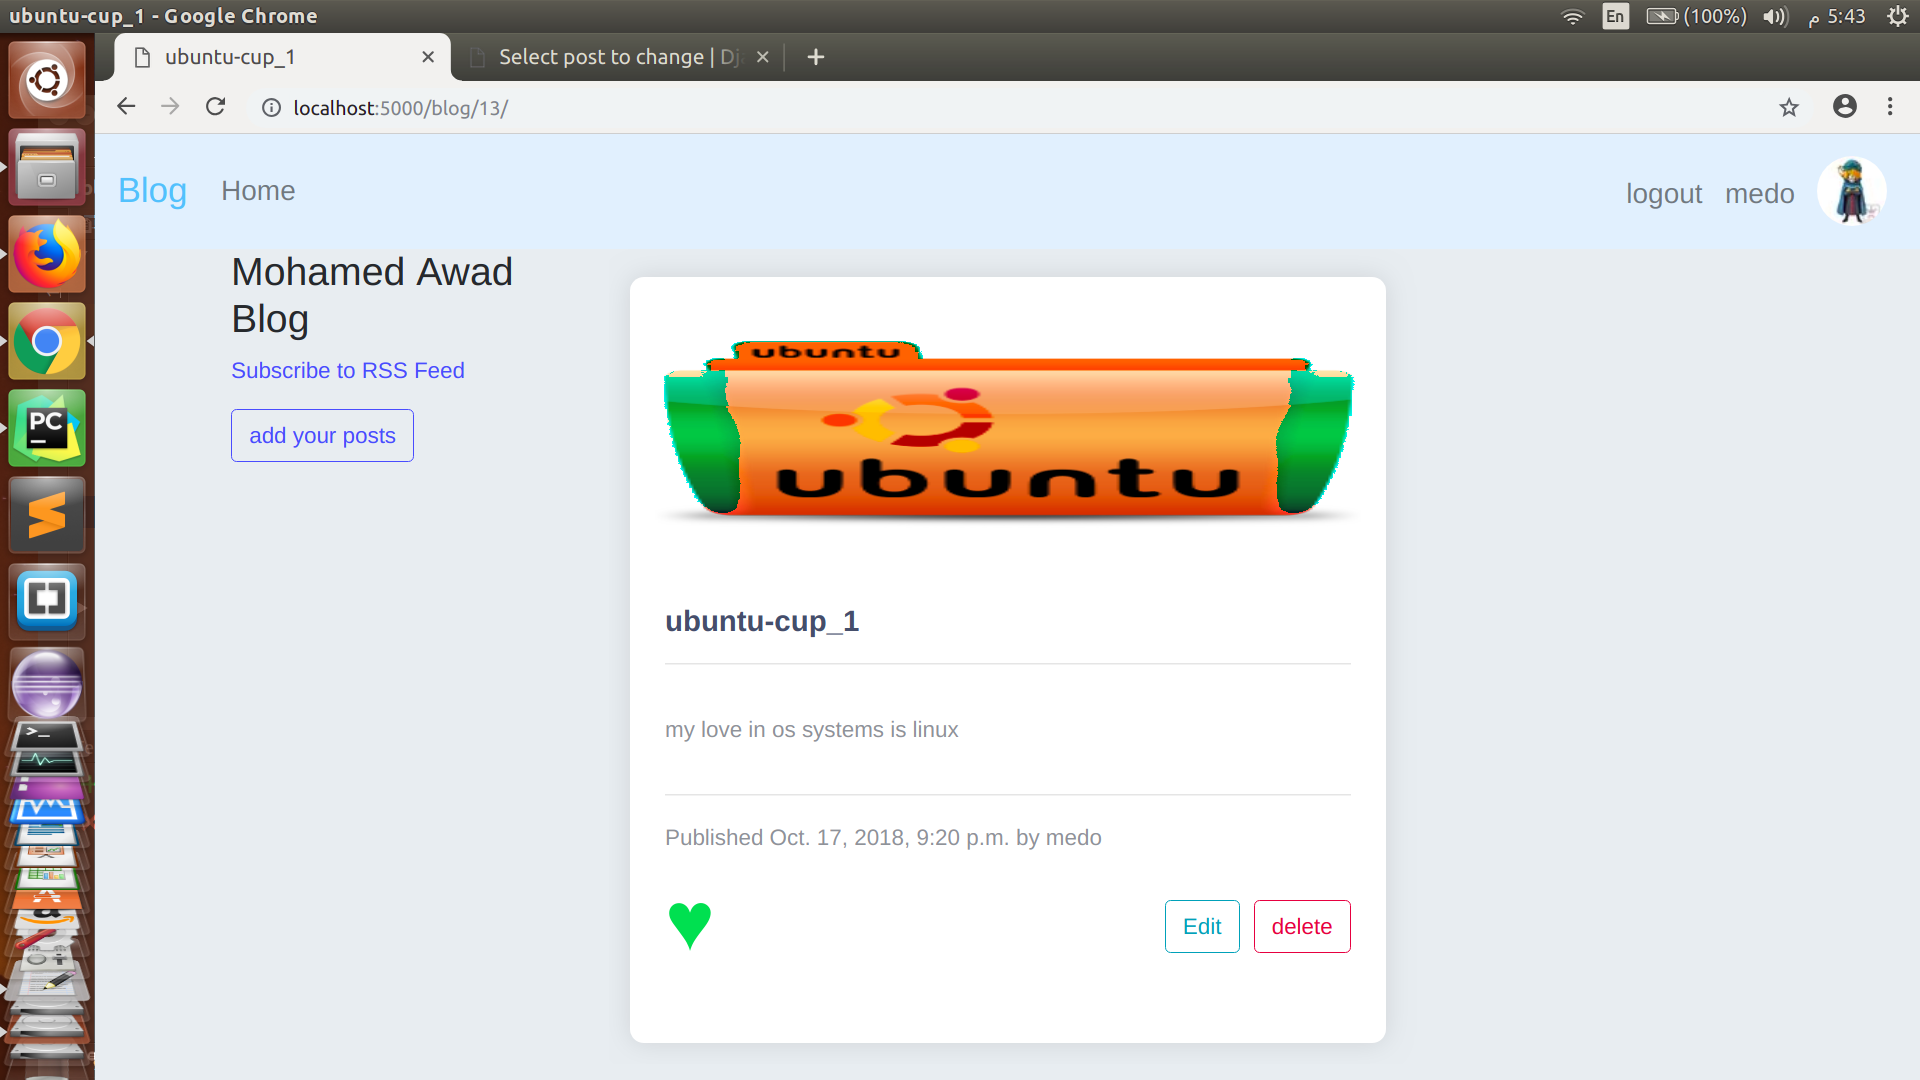 ubuntu-cup_1 - Google Chrome
En (100%) 5:43 م
ubuntu-cup_1
Select post to change | Dj
localhost:5000/blog/13/
Blog Home
logout medo
Mohamed Awad
Blog
Subscribe to RSS Feed
add your posts
PC
ubuntu
ubuntu
ubuntu-cup_1
my love in os systems is linux
Published Oct. 17, 2018, 9:20 p.m. by medo
♥ Edit delete